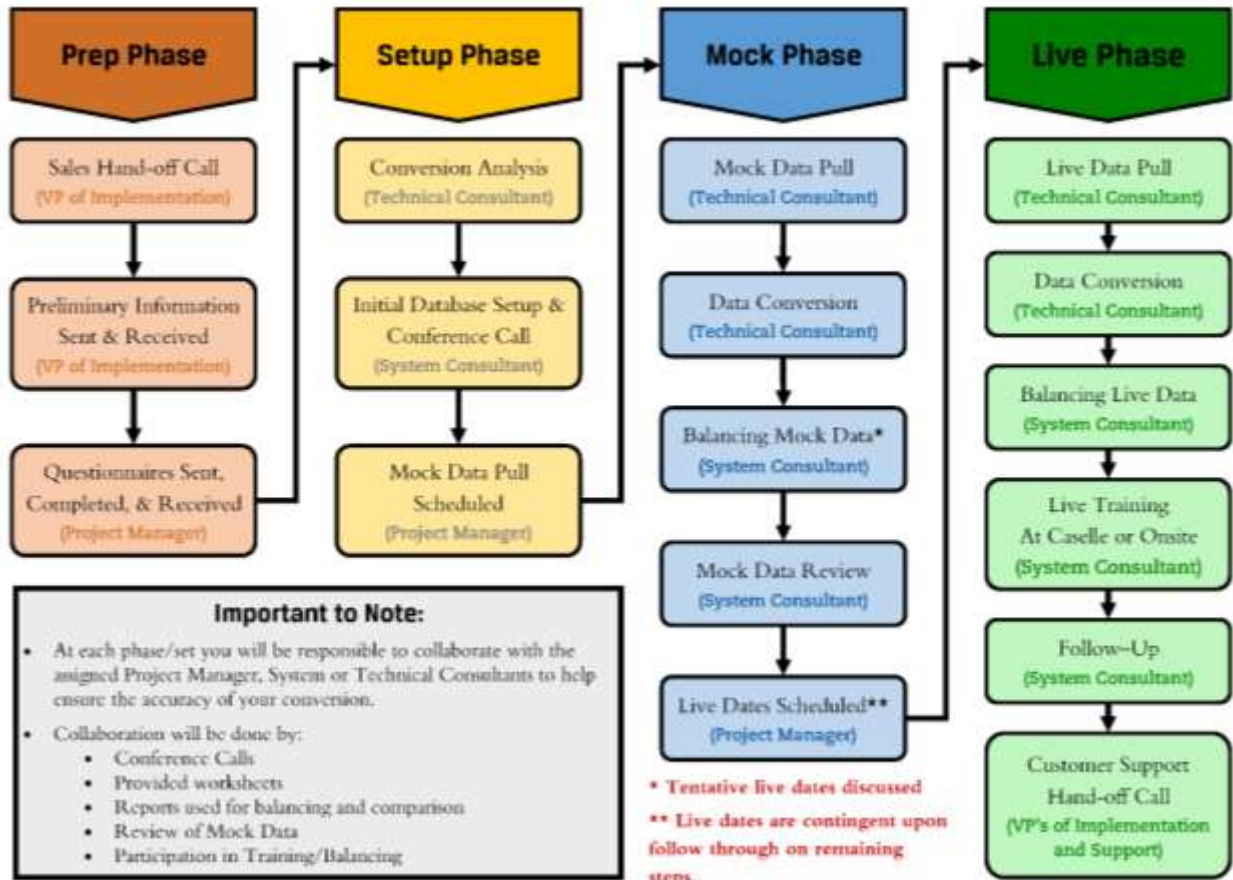 Prep Phase
Sales Hand-off Call
(VP of Implementation)
Preliminary Information
Sent & Received
(VP of Implementation)
Questionnaires Sent,
Completed, & Received
(Project Manager)
Setup Phase
Conversion Analysis
(Technical Consultant)
Initial Database Setup &
Conference Call
(System Consultant)
Mock Data Pull
Scheduled
(Project Manager)
Mock Phase
Mock Data Pull
(Technical Consultant)
Data Conversion
(Technical Consultant)
Balancing Mock Data*
(System Consultant)
Mock Data Review
(System Consultant)
Live Dates Scheduled**
(Project Manager)
* Tentative live dates discussed
** Live dates are contingent upon
follow through on remaining
steps.
Live Phase
Live Data Pull
(Technical Consultant)
Data Conversion
(Technical Consultant)
Balancing Live Data
(System Consultant)
Live Training
At Caselle or Onsite
(System Consultant)
Follow-Up
(System Consultant)
Customer Support
Hand-off Call
(VP's of Implementation
and Support)
Important to Note:
• At each phase/set you will be responsible to collaborate with the
assigned Project Manager, System or Technical Consultants to help
ensure the accuracy of your conversion.
• Collaboration will be done by:
• Conference Calls
• Provided worksheets
• Reports used for balancing and comparison
• Review of Mock Data
• Participation in Training/Balancing